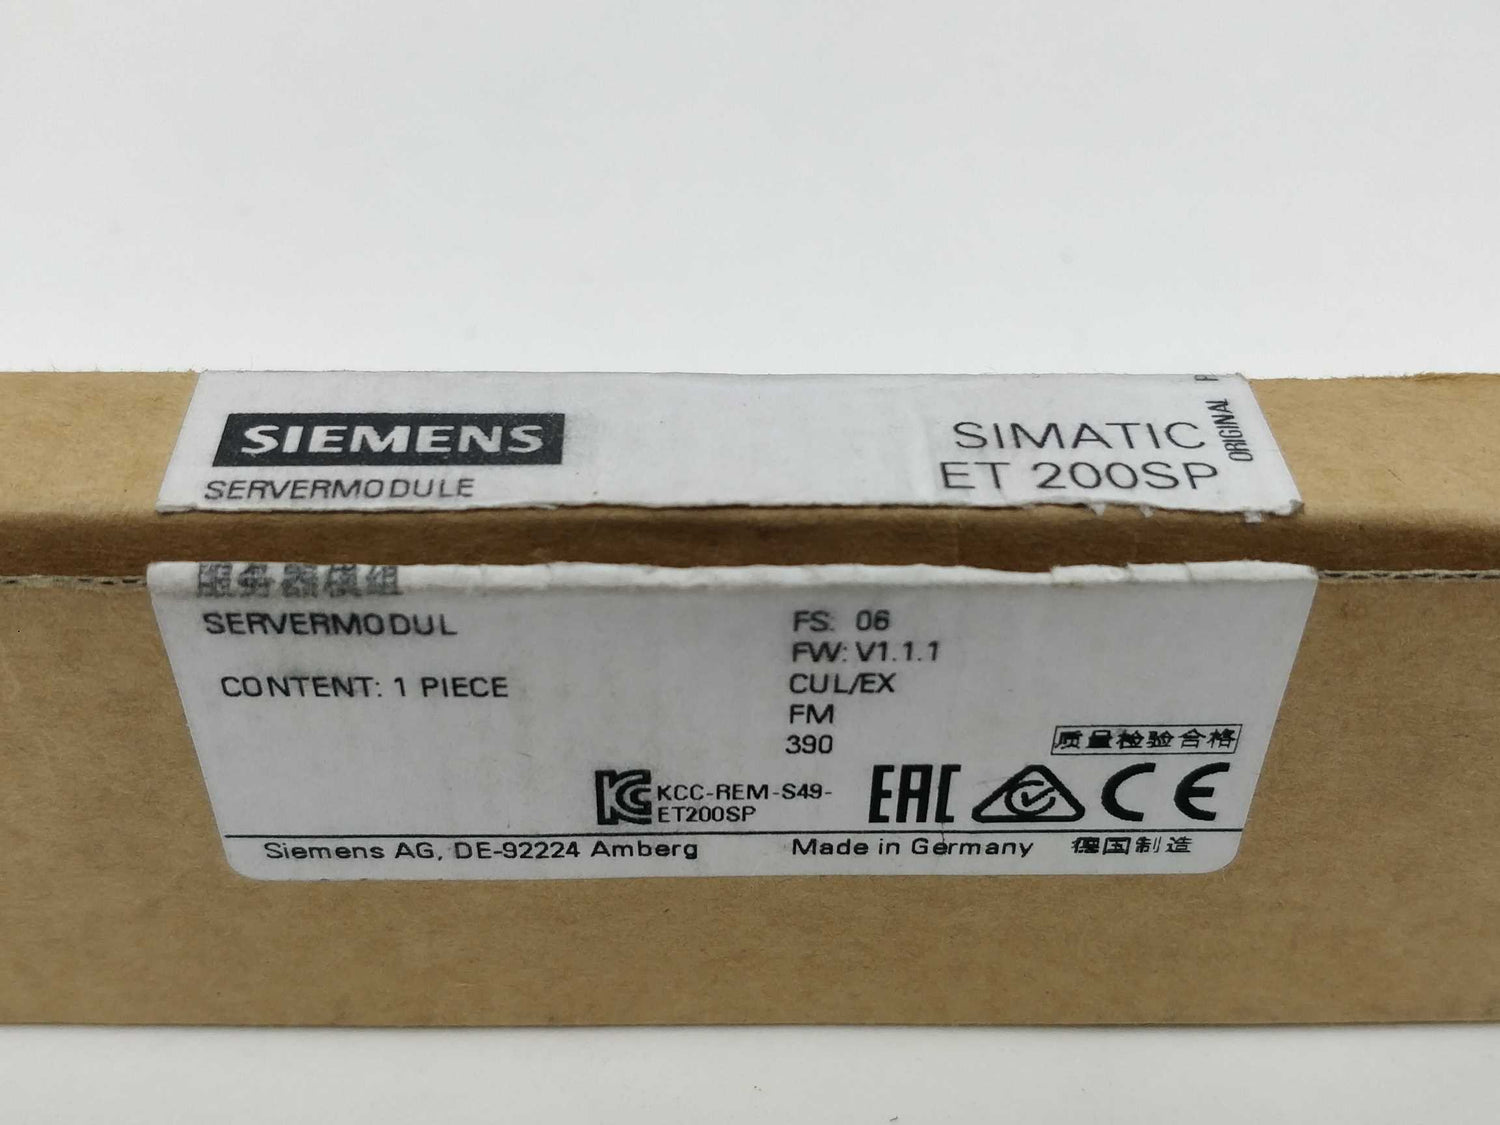 SIEMENS
SERVERMODULE
SIMATIC
ET 200SP
ORIGINAL
服务器模组
SERVERMODUL
CONTENT: 1 PIECE
FS: 06
FW: V1.1.1
CUL/EX
FM
390
质量检验合格
KCC-REM-S49-
ET200SP
EAC
CE
Siemens AG, DE-92224 Amberg
Made in Germany
德国制造